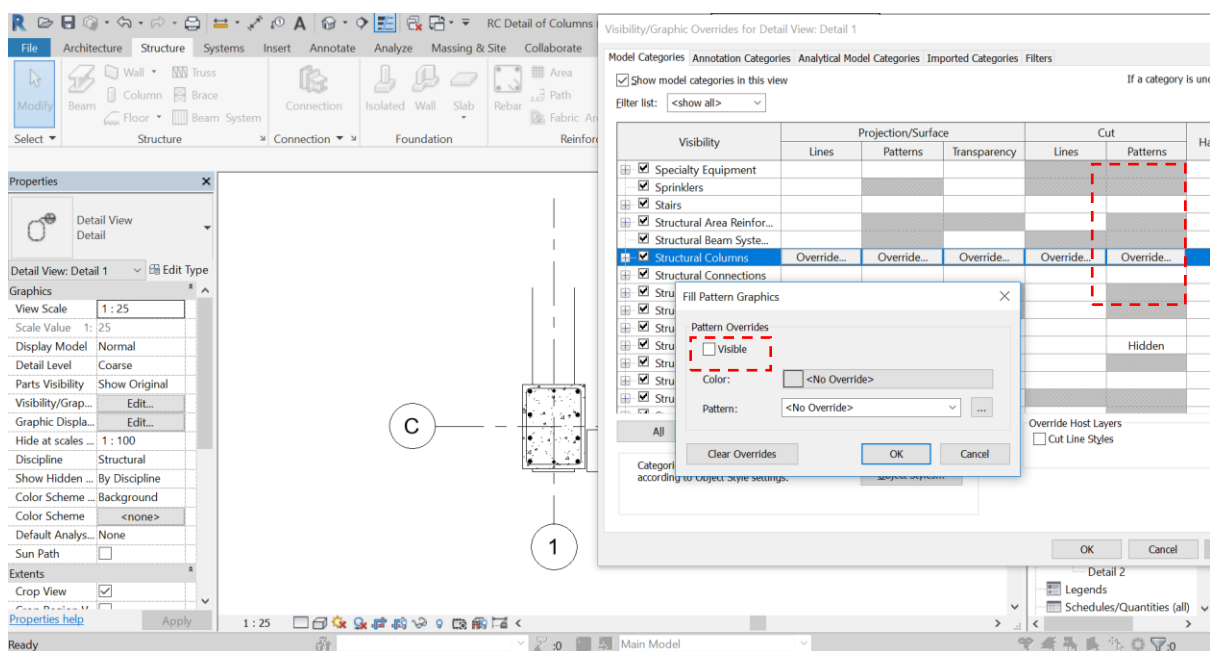 RC Detail of Columns
File Architecture Structure Systems Insert Annotate Analyze Massing & Site Collaborate
Modify
Beam
Wall
Column
Floor
Truss
Brace
Beam System
Connection
Isolated
Wall
Slab
Rebar
Area
Path
Fabric
Select
Structure
Connection
Foundation
Properties
Detail View
Detail
Detail View: Detail 1
Edit Type
Graphics
View Scale 1 : 25
Scale Value 1: 25
Display Model Normal
Detail Level Coarse
Parts Visibility Show Original
Visibility/Grap... Edit...
Graphic Displa... Edit...
Hide at scales ... 1 : 100
Discipline Structural
Show Hidden ... By Discipline
Color Scheme ... Background
Color Scheme <none>
Default Analys... None
Sun Path
Extents
Crop View
Properties help
Apply
C
1
1 : 25
Ready
:0
Main Model
:0
Visibility/Graphic Overrides for Detail View: Detail 1
Model Categories Annotation Categories Analytical Model Categories Imported Categories Filters
Show model categories in this view
If a category is
Filter list: <show all>
Visibility
Projection/Surface
Cut
Lines Patterns Transparency Lines Patterns
Specialty Equipment
Sprinklers
Stairs
Structural Area Reinfor...
Structural Beam Syste...
Structural Columns Override... Override... Override... Override... Override...
Structural Connections
Hidden
Fill Pattern Graphics
Pattern Overrides
Visible
Color: <No Override>
Pattern: <No Override> ...
Clear Overrides OK Cancel
All
Override Host Layers
Cut Line Styles
according to Object Style settings.
OK Cancel
Detail 2
Legends
Schedules/Quantities (all)